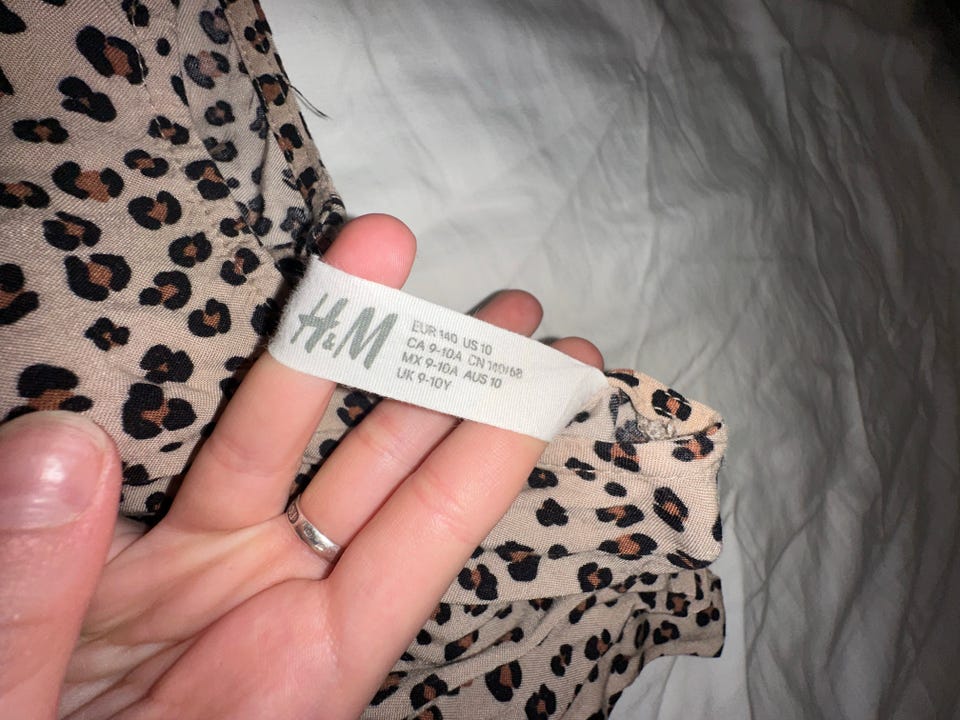 H&M
EUR 140 US 10
CA 9-10A CN 140/68
MX 9-10A AUS 10
UK 9-10Y